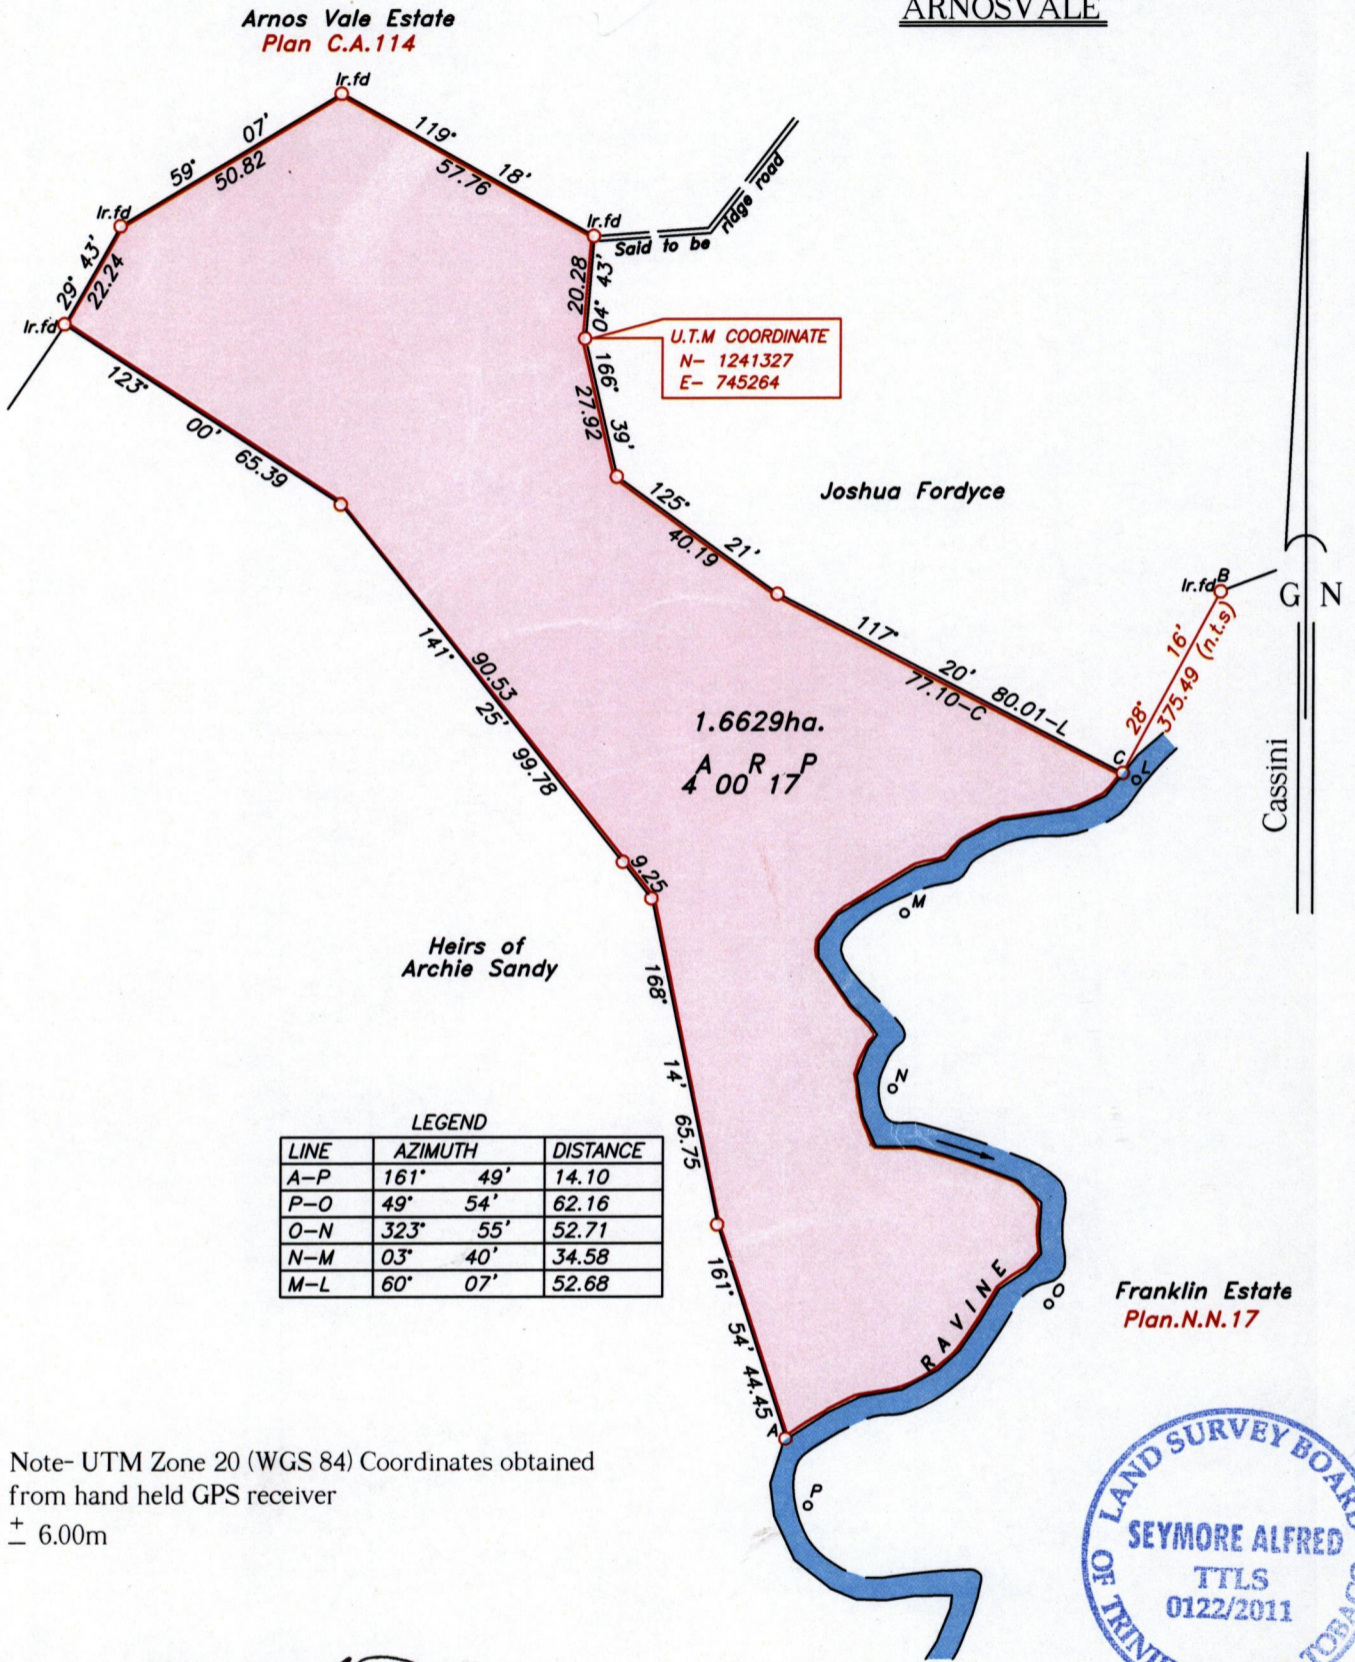 ARNOSVALE
Arnos Vale Estate
Plan C.A.114
Ir.fd
59° 07'
50.82
119° 18'
57.76
Ir.fd
29° 43'
22.24
Ir.fd
Ir.fd
Said to be ridge road
20.28
04° 43'
U.T.M COORDINATE
N- 1241327
E- 745264
166° 39'
27.92
123° 00' 65.39
125° 21'
40.19
Joshua Fordyce
Ir.fd B
G N
28° 16'
375.49 (n.t.s)
117° 20' 80.01-L
77.10-C
C
L
Cassini
141° 25' 99.78
90.53
9.25
1.6629ha.
A R P
4 00 17
M
Heirs of
Archie Sandy
168° 14' 65.75
N
LEGEND
LINE AZIMUTH DISTANCE
A-P 161° 49' 14.10
P-O 49° 54' 62.16
O-N 323° 55' 52.71
N-M 03° 40' 34.58
M-L 60° 07' 52.68
161° 54' 44.45
RAVINE
O
Franklin Estate
Plan.N.N.17
A
P
Note- UTM Zone 20 (WGS 84) Coordinates obtained
from hand held GPS receiver
± 6.00m
LAND SURVEY BOARD
SEYMORE ALFRED
TTLS
0122/2011
OF